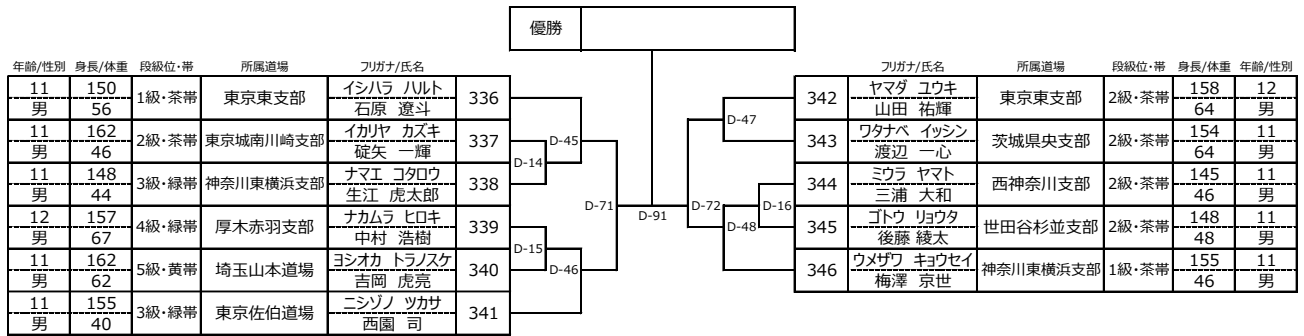 優勝
年齢/性別 身長/体重 段級位・帯 所属道場 フリガナ/氏名
11 150 1級・茶帯 東京東支部 イシハラ ハルト 336
男 56 石原 遼斗
11 162 2級・茶帯 東京城南川崎支部 イカリヤ カズキ 337
男 46 碇矢 一輝
11 148 3級・緑帯 神奈川東横浜支部 ナマエ コタロウ 338
男 44 生江 虎太郎
12 157 4級・緑帯 厚木赤羽支部 ナカムラ ヒロキ 339
男 67 中村 浩樹
11 162 5級・黄帯 埼玉山本道場 ヨシオカ トラノスケ 340
男 62 吉岡 虎亮
11 155 3級・緑帯 東京佐伯道場 ニシゾノ ツカサ 341
男 40 西園 司
D-45
D-14
D-71
D-15
D-46
D-91
D-47
D-72
D-16
D-48
フリガナ/氏名 所属道場 段級位・帯 身長/体重 年齢/性別
342 ヤマダ ユウキ 東京東支部 2級・茶帯 158 12
山田 祐輝 64 男
343 ワタナベ イッシン 茨城県央支部 2級・茶帯 154 11
渡辺 一心 64 男
344 ミウラ ヤマト 西神奈川支部 2級・茶帯 145 11
三浦 大和 46 男
345 ゴトウ リョウタ 世田谷杉並支部 2級・茶帯 148 11
後藤 綾太 48 男
346 ウメザワ キョウセイ 神奈川東横浜支部 1級・茶帯 155 11
梅澤 京世 46 男